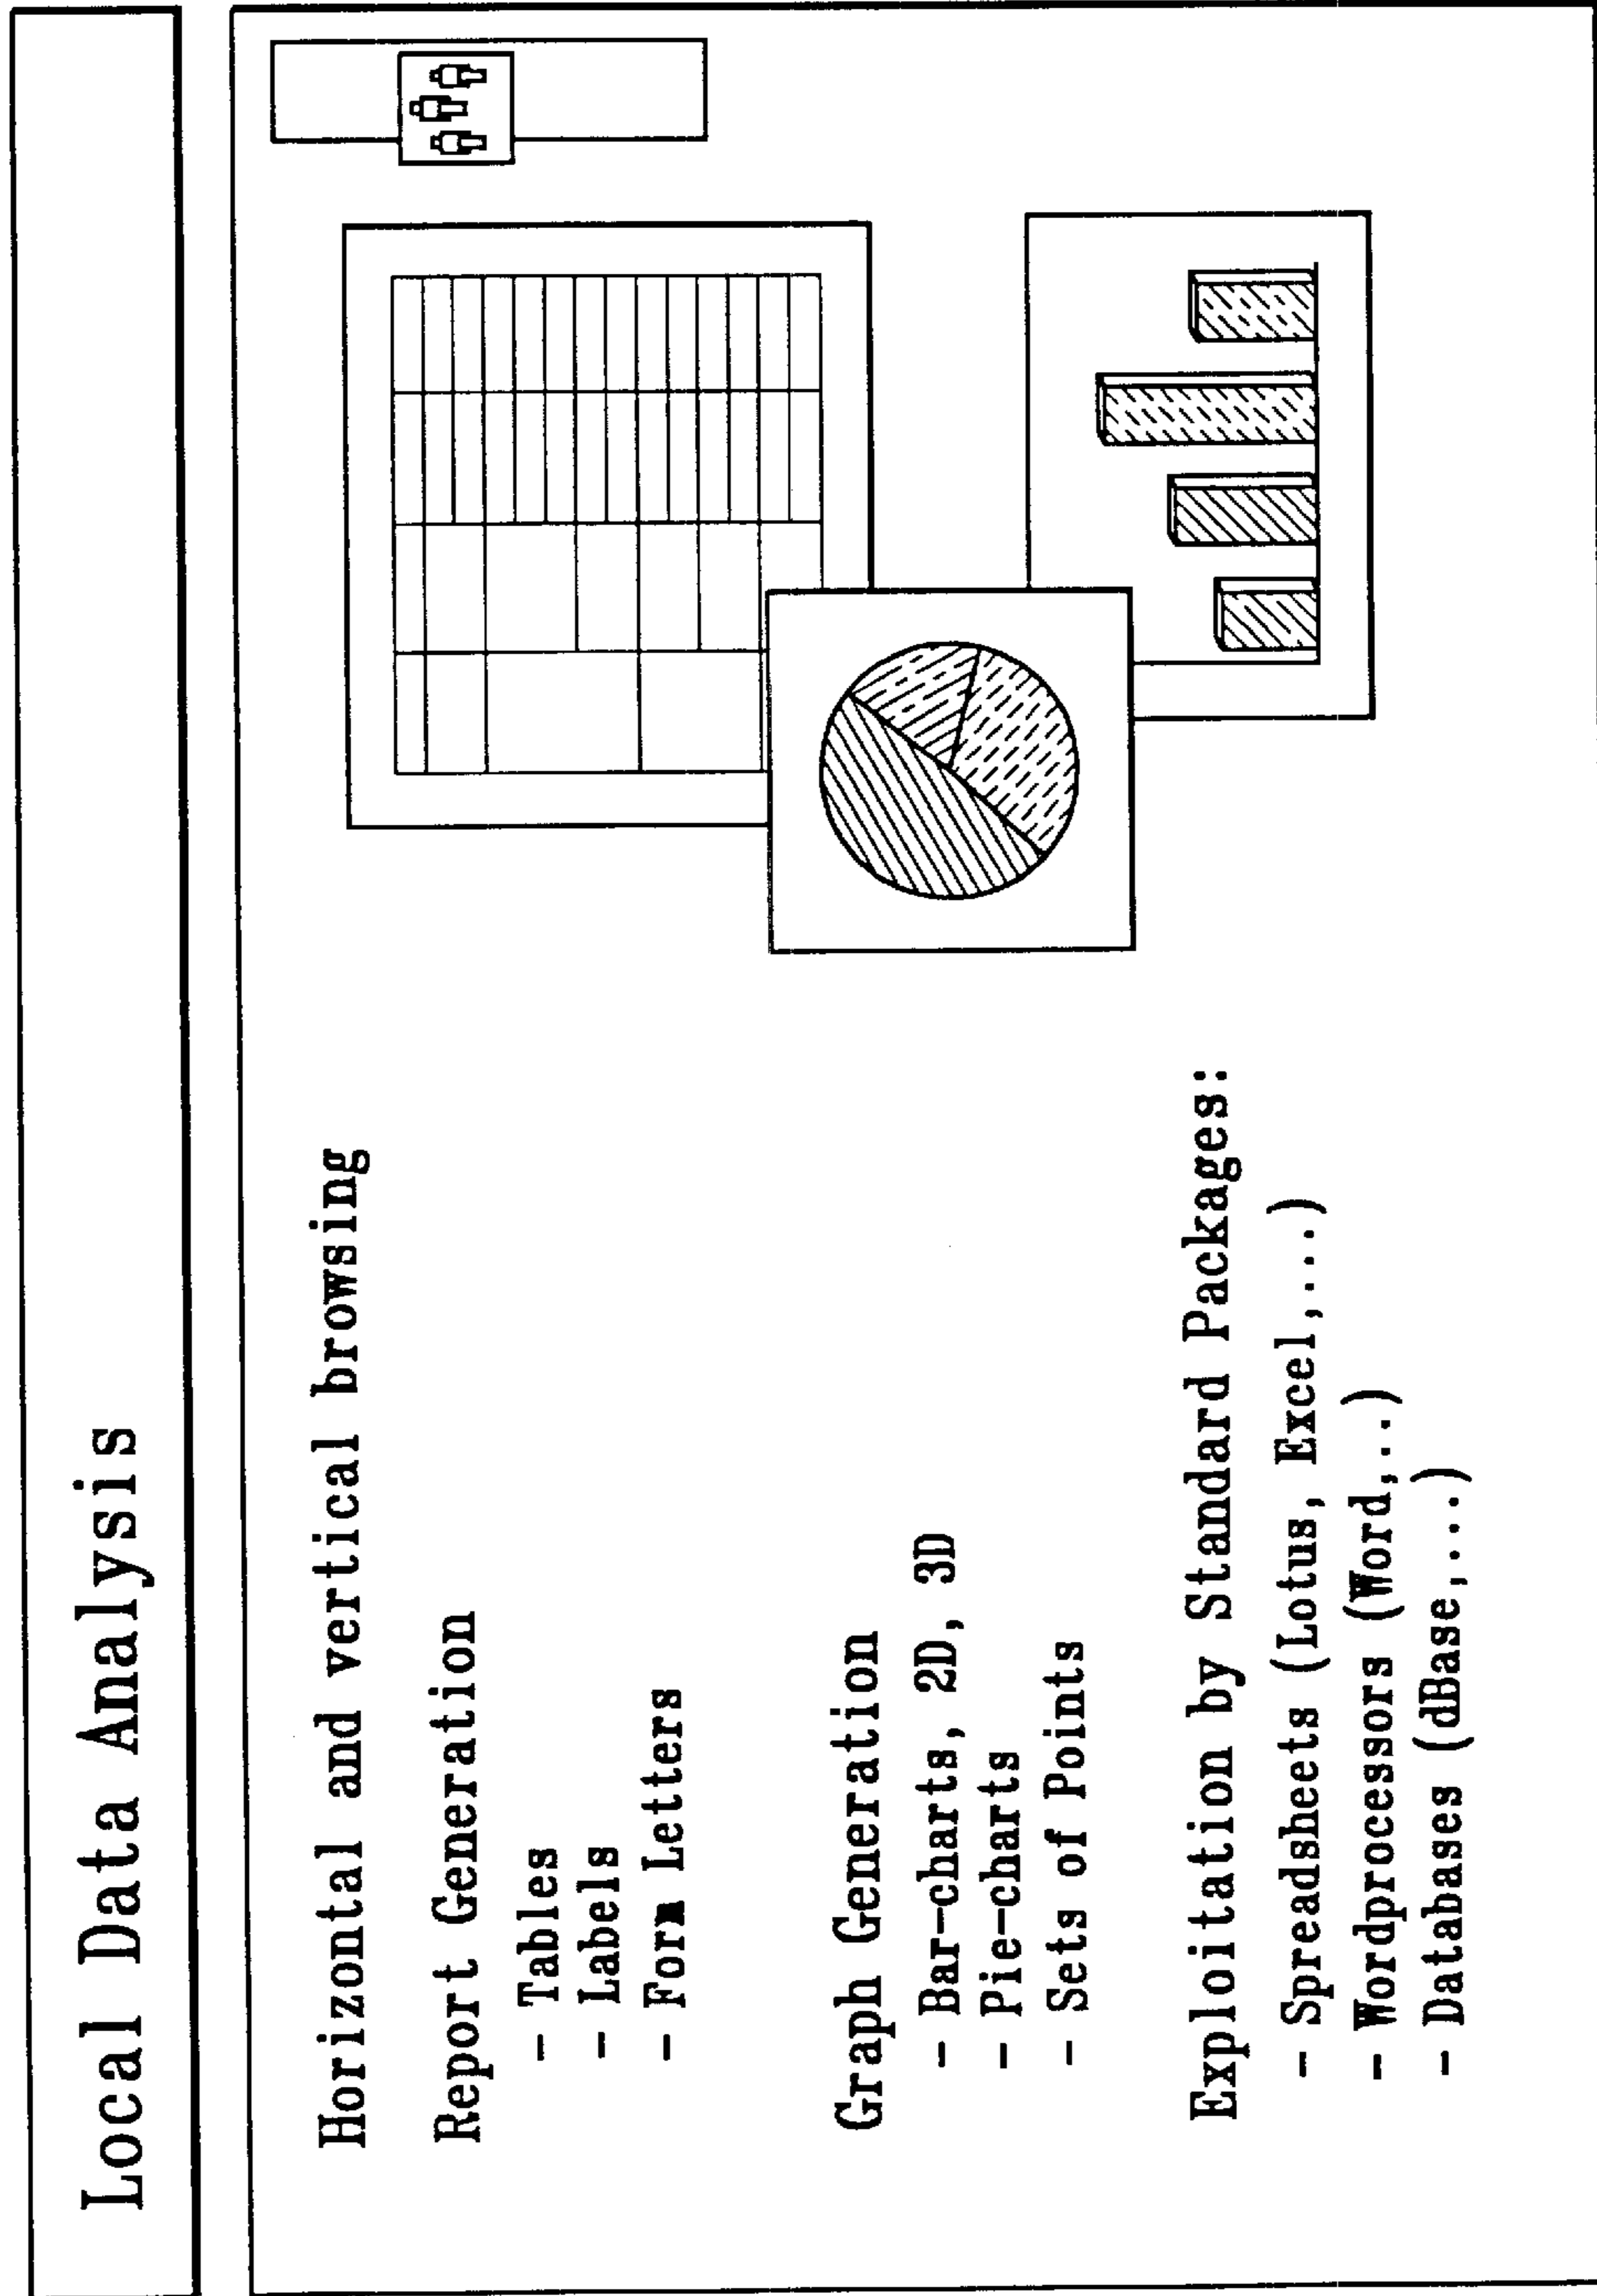 Local Data Analysis
Horizontal and vertical browsing
Report Generation
- Tables
- Labels
- Form Letters
Graph Generation
- Bar-charts, 2D, 3D
- Pie-charts
- Sets of Points
Exploitation by Standard Packages:
- Spreadsheets (Lotus, Excel,...)
- Wordprocessors (Word,..)
- Databases (dBase,...)